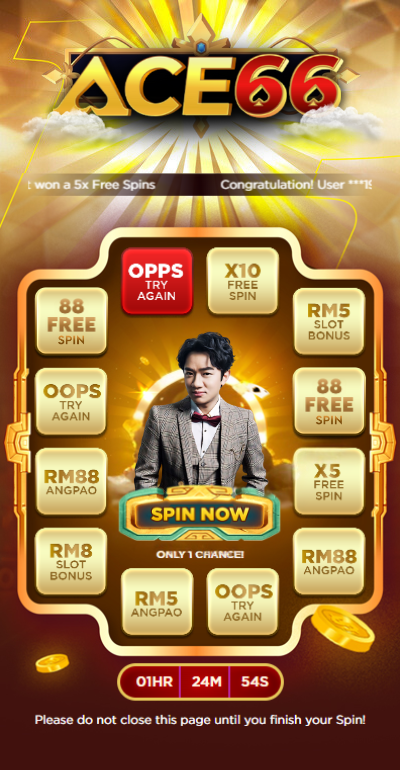 ACE66
won a 5x Free Spins
Congratulation! User ***1
OPPS
TRY
AGAIN
X10
FREE
SPIN
88
FREE
SPIN
RM5
SLOT
BONUS
OOPS
TRY
AGAIN
88
FREE
SPIN
RM88
ANGPAO
X5
FREE
SPIN
SPIN NOW
ONLY 1 CHANCE!
RM8
SLOT
BONUS
RM88
ANGPAO
RM5
ANGPAO
OOPS
TRY
AGAIN
01HR 24M 54S
Please do not close this page until you finish your Spin!